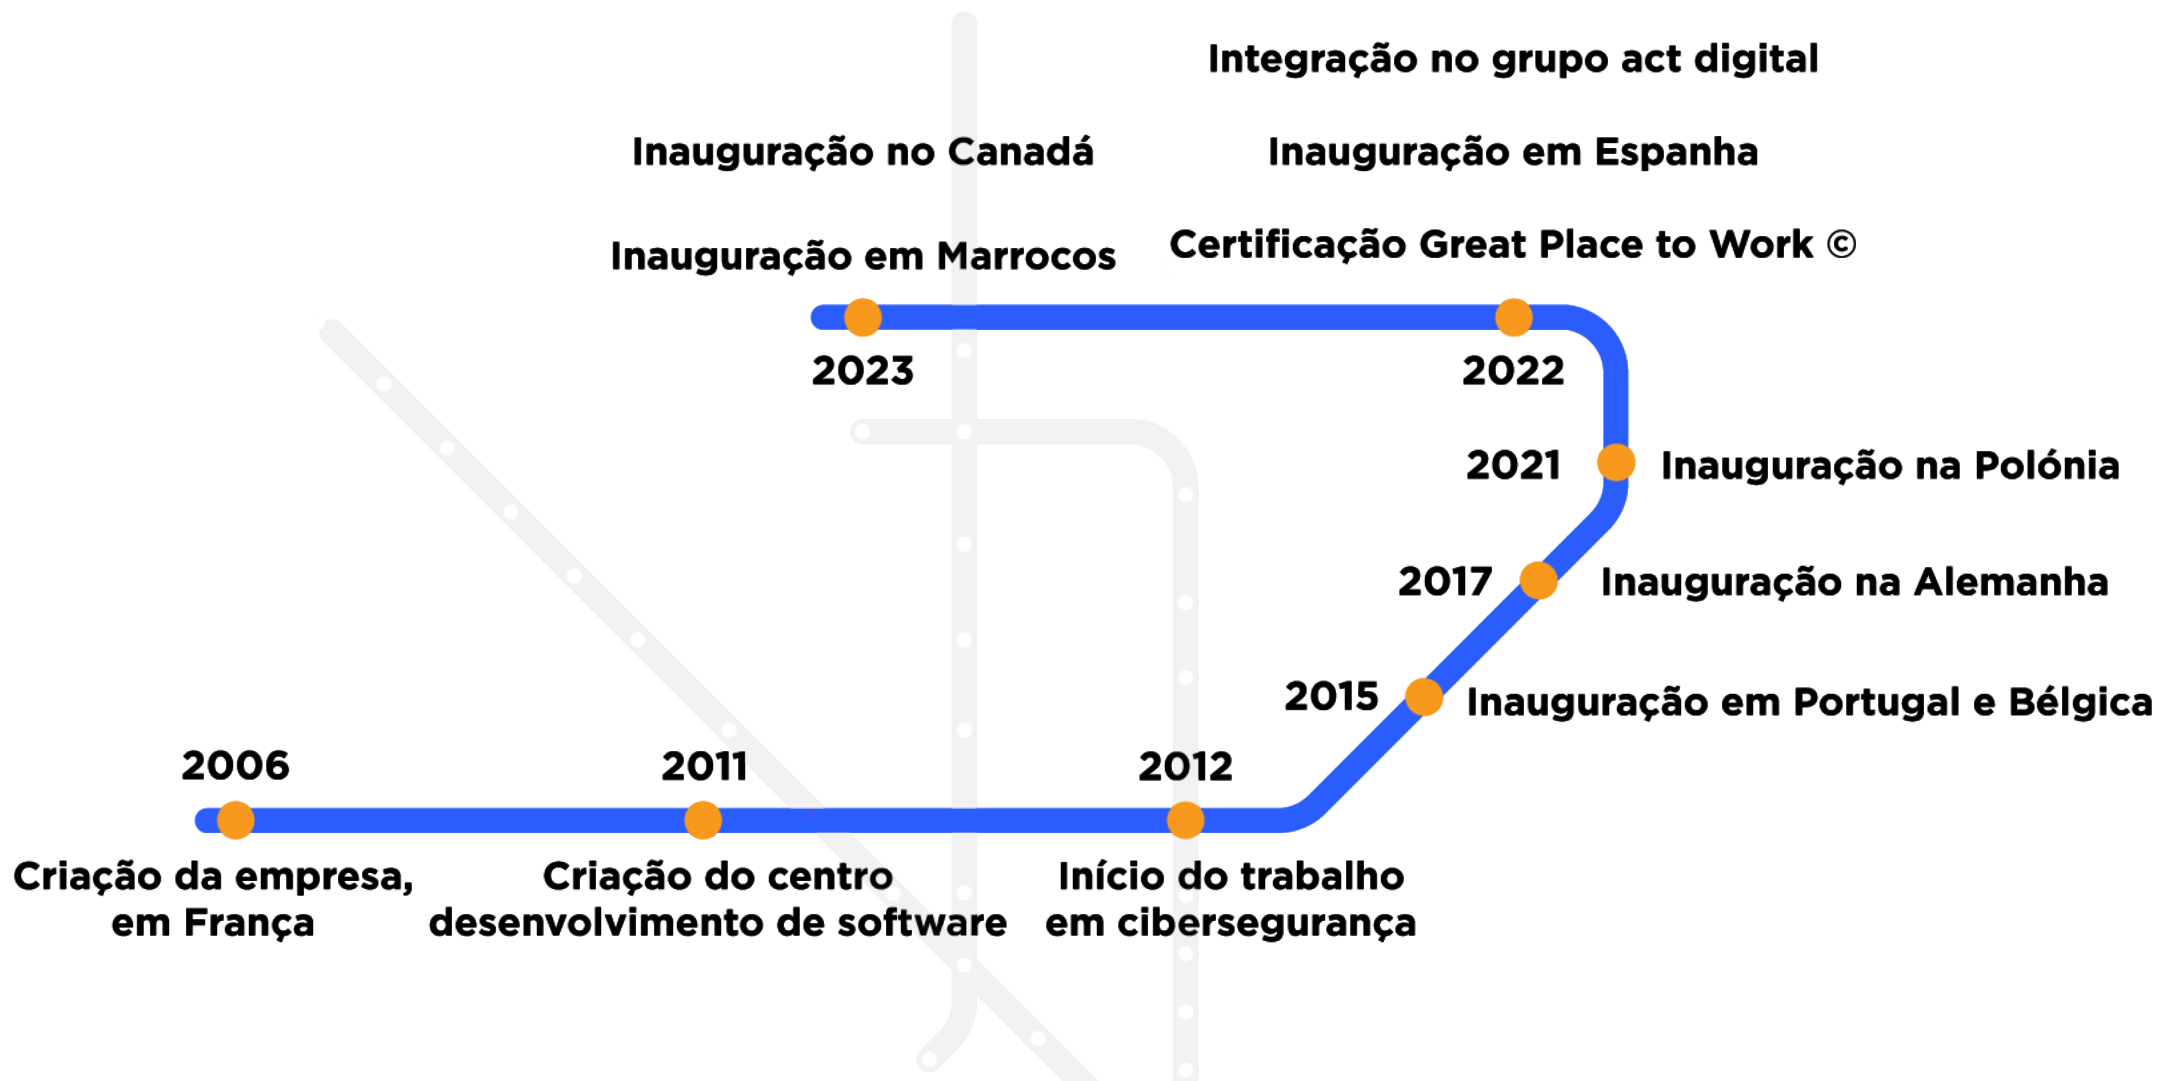 Integração no grupo act digital
Inauguração no Canadá
Inauguração em Espanha
Inauguração em Marrocos
Certificação Great Place to Work ©
2023
2022
2021
Inauguração na Polónia
2017
Inauguração na Alemanha
2015
Inauguração em Portugal e Bélgica
2006
2011
2012
Criação da empresa,
em França
Criação do centro
desenvolvimento de software
Início do trabalho
em cibersegurança